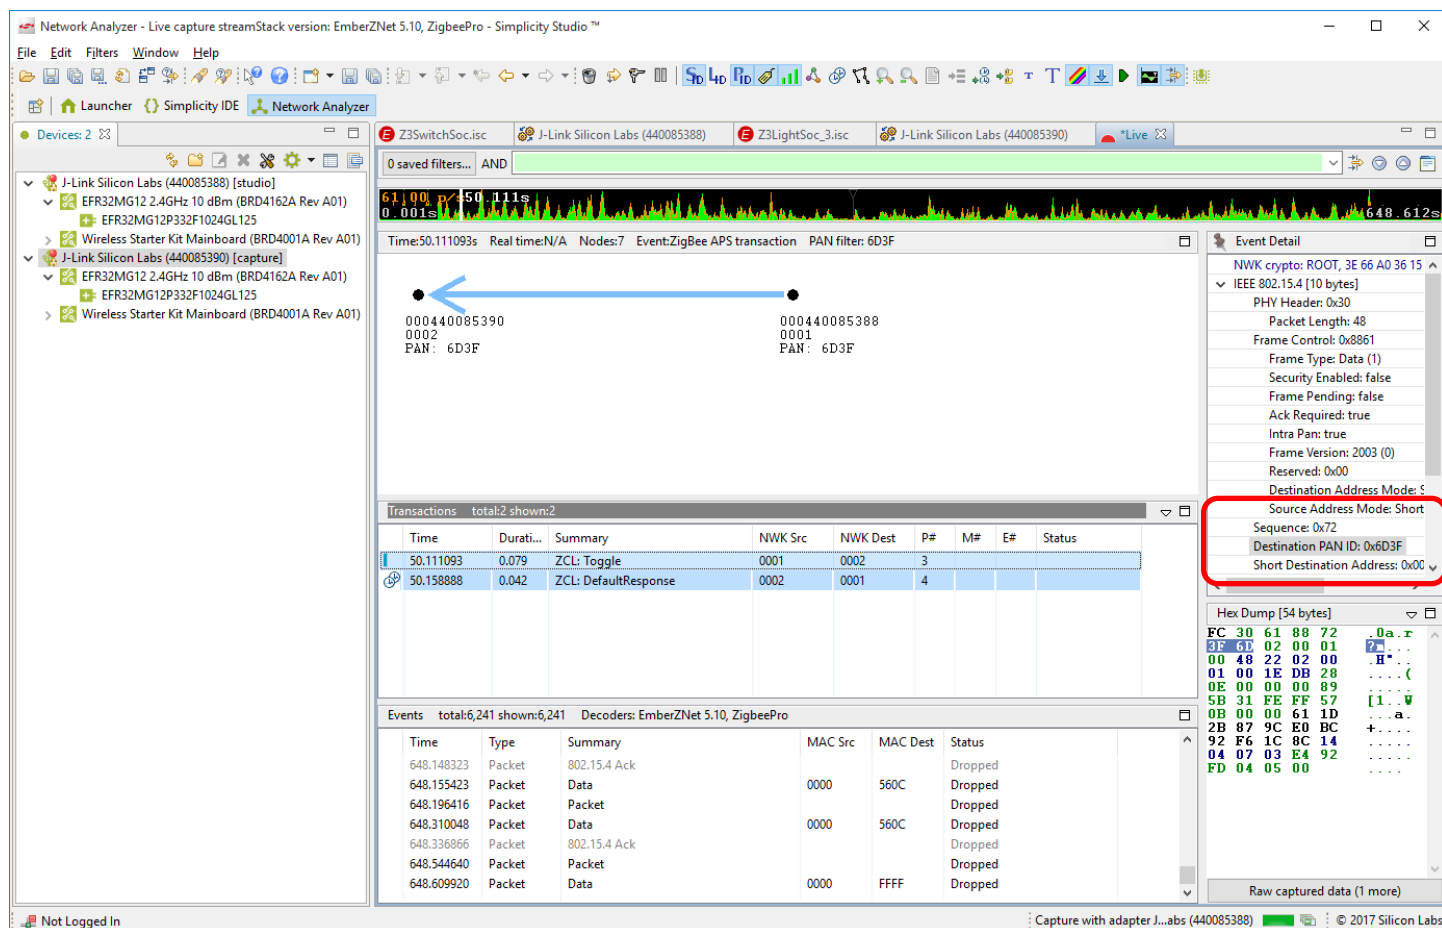 Network Analyzer - Live capture streamStack version: EmberZNet 5.10, ZigbeePro - Simplicity Studio ™
File Edit Filters Window Help
Launcher {} Simplicity IDE Network Analyzer
Devices: 2
J-Link Silicon Labs (440085388) [studio]
EFR32MG12 2.4GHz 10 dBm (BRD4162A Rev A01)
EFR32MG12P332F1024GL125
Wireless Starter Kit Mainboard (BRD4001A Rev A01)
J-Link Silicon Labs (440085390) [capture]
EFR32MG12 2.4GHz 10 dBm (BRD4162A Rev A01)
EFR32MG12P332F1024GL125
Wireless Starter Kit Mainboard (BRD4001A Rev A01)
Z3SwitchSoc.isc J-Link Silicon Labs (440085388) Z3LightSoc_3.isc J-Link Silicon Labs (440085390) *Live
0 saved filters... AND
61.00 p/s 50.111s
0.001s 648.612s
Time:50.111093s Real time:N/A Nodes:7 Event:ZigBee APS transaction PAN filter: 6D3F
000440085390 000440085388
0002 0001
PAN: 6D3F PAN: 6D3F
Transactions total:2 shown:2
Time Durati... Summary NWK Src NWK Dest P# M# E# Status
50.111093 0.079 ZCL: Toggle 0001 0002 3
50.158888 0.042 ZCL: DefaultResponse 0002 0001 4
Events total:6,241 shown:6,241 Decoders: EmberZNet 5.10, ZigbeePro
Time Type Summary MAC Src MAC Dest Status
648.148323 Packet 802.15.4 Ack Dropped
648.155423 Packet Data 0000 560C Dropped
648.196416 Packet Packet Dropped
648.310048 Packet Data 0000 560C Dropped
648.336866 Packet 802.15.4 Ack Dropped
648.544640 Packet Packet Dropped
648.609920 Packet Data 0000 FFFF Dropped
Event Detail
NWK crypto: ROOT, 3E 66 A0 36 15
IEEE 802.15.4 [10 bytes]
PHY Header: 0x30
Packet Length: 48
Frame Control: 0x8861
Frame Type: Data (1)
Security Enabled: false
Frame Pending: false
Ack Required: true
Intra Pan: true
Frame Version: 2003 (0)
Reserved: 0x00
Destination Address Mode: S
Source Address Mode: Short
Sequence: 0x72
Destination PAN ID: 0x6D3F
Short Destination Address: 0x00
Hex Dump [54 bytes]
FC 30 61 88 72 .0a.r
3F 6D 02 00 01 ?m...
00 48 22 02 00 .H"..
01 00 1E DB 28 ....(
0E 00 00 00 89 .....
5B 31 FE FF 57 [1..W
0B 00 00 61 1D ...a.
2B 87 9C E0 BC +....
92 F6 1C 8C 14 .....
04 07 03 E4 92 .....
FD 04 05 00 ....
Raw captured data (1 more)
Not Logged In Capture with adapter J...abs (440085388) © 2017 Silicon Labs